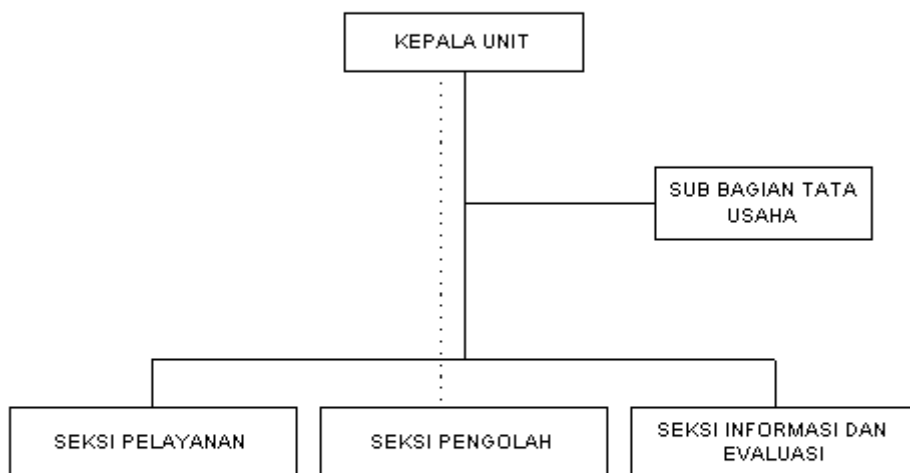 KEPALA UNIT
SUB BAGIAN TATA
USAHA
SEKSI PELAYANAN
SEKSI PENGOLAH
SEKSI INFORMASI DAN
EVALUASI